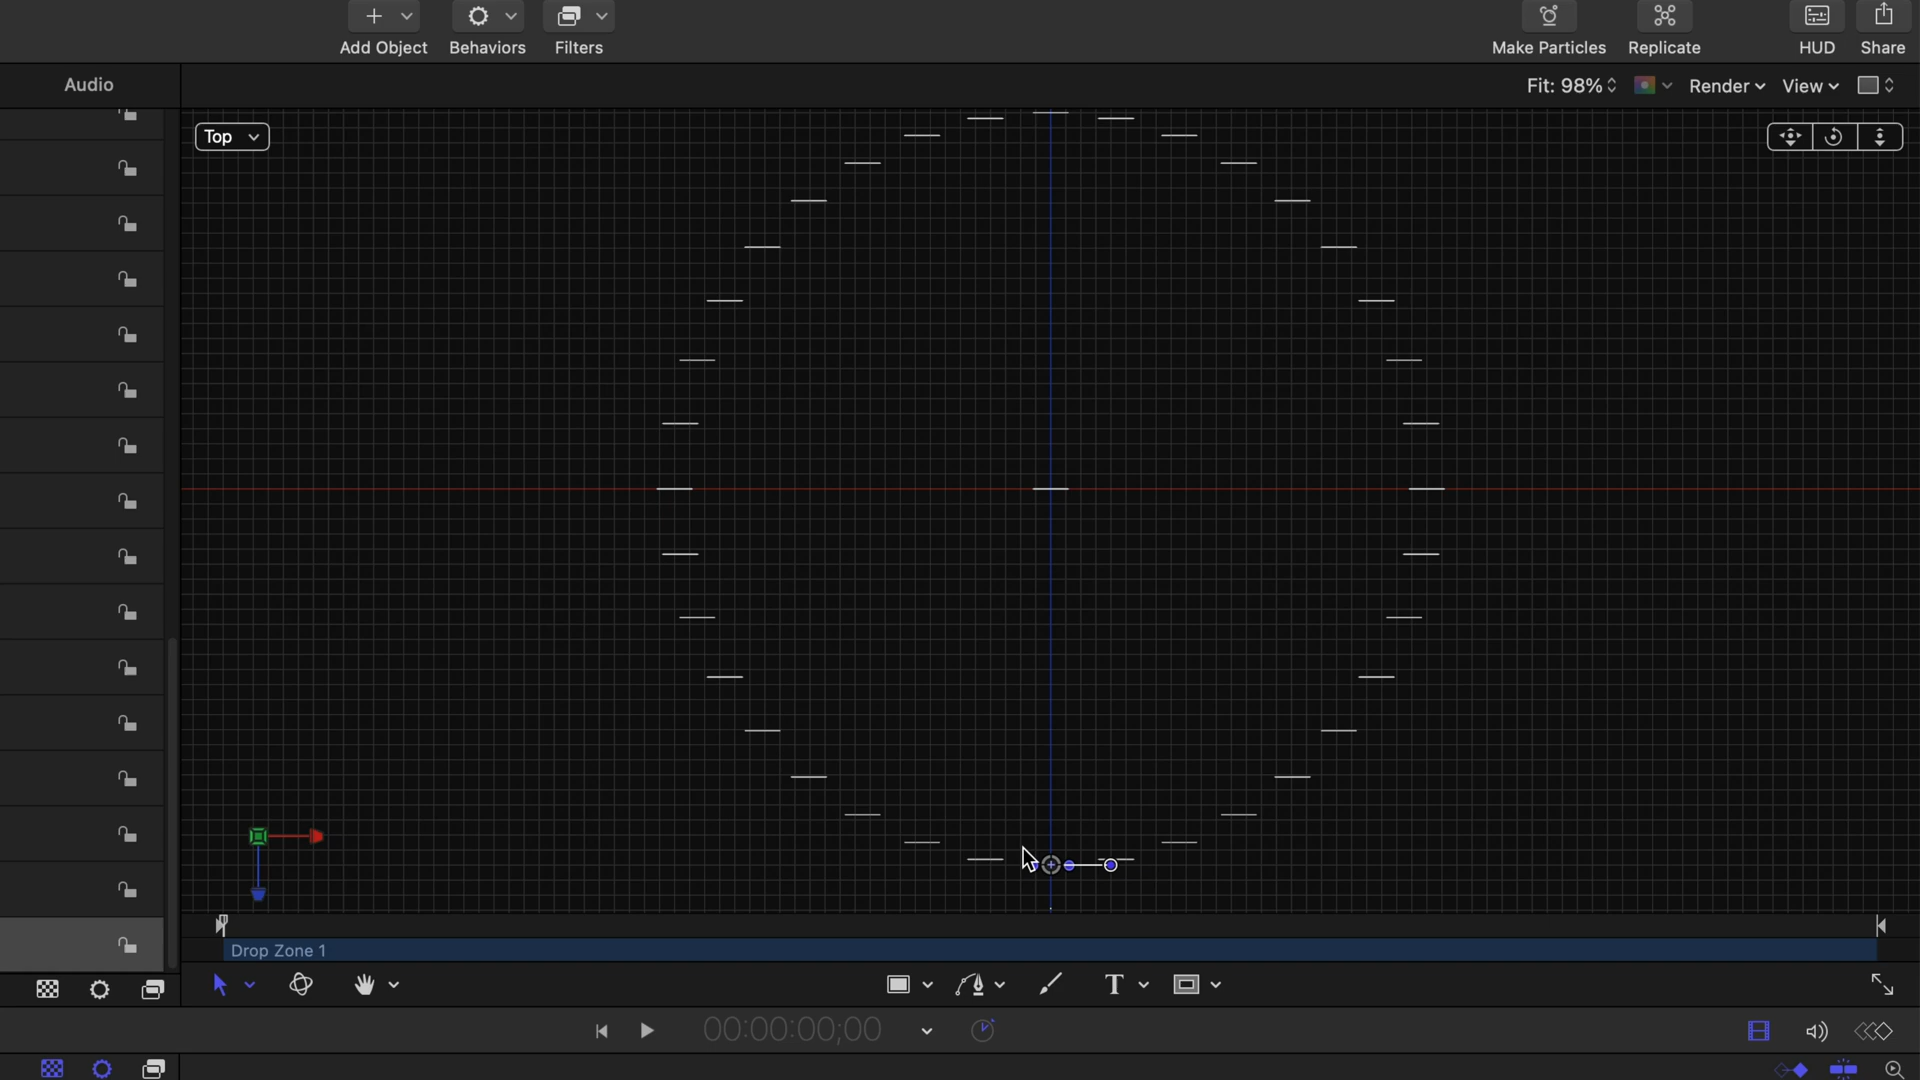 Add Object
Behaviors
Filters
Make Particles
Replicate
HUD
Share
Audio
Fit: 98%
Render
View
Top
Drop Zone 1
T
00:00:00;00